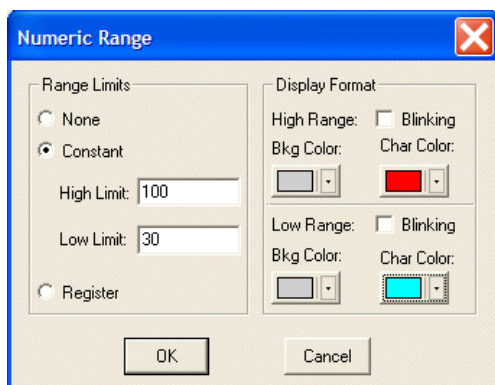 Numeric Range
Range Limits
None
Constant
High Limit: 100
Low Limit: 30
Register
Display Format
High Range: Blinking
Bkg Color: Char Color:
Low Range: Blinking
Bkg Color: Char Color:
OK Cancel